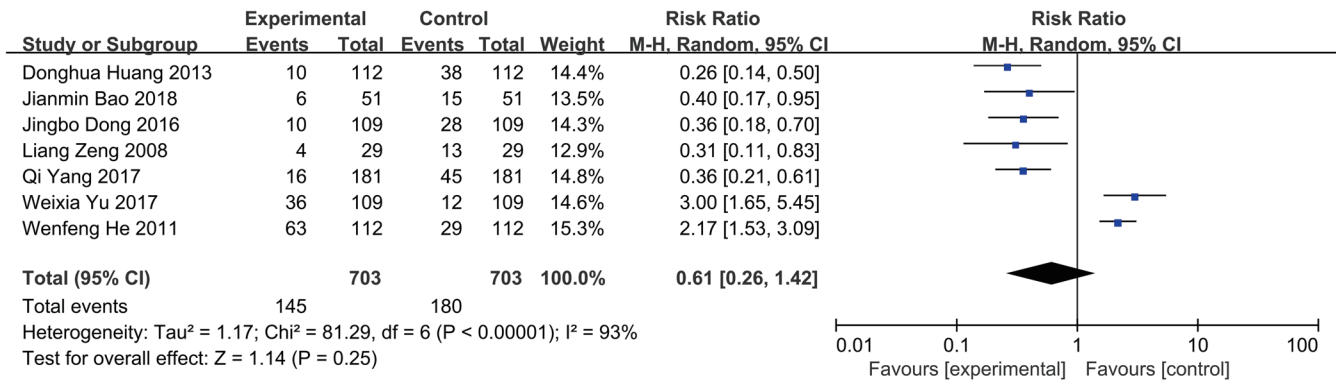 Experimental Control Risk Ratio Risk Ratio
Study or Subgroup Events Total Events Total Weight M-H, Random, 95% CI M-H, Random, 95% CI
Donghua Huang 2013 10 112 38 112 14.4% 0.26 [0.14, 0.50]
Jianmin Bao 2018 6 51 15 51 13.5% 0.40 [0.17, 0.95]
Jingbo Dong 2016 10 109 28 109 14.3% 0.36 [0.18, 0.70]
Liang Zeng 2008 4 29 13 29 12.9% 0.31 [0.11, 0.83]
Qi Yang 2017 16 181 45 181 14.8% 0.36 [0.21, 0.61]
Weixia Yu 2017 36 109 12 109 14.6% 3.00 [1.65, 5.45]
Wenfeng He 2011 63 112 29 112 15.3% 2.17 [1.53, 3.09]
Total (95% CI) 703 703 100.0% 0.61 [0.26, 1.42]
Total events 145 180
Heterogeneity: Tau² = 1.17; Chi² = 81.29, df = 6 (P < 0.00001); I² = 93%
Test for overall effect: Z = 1.14 (P = 0.25)
0.01 0.1 1 10 100
Favours [experimental] Favours [control]